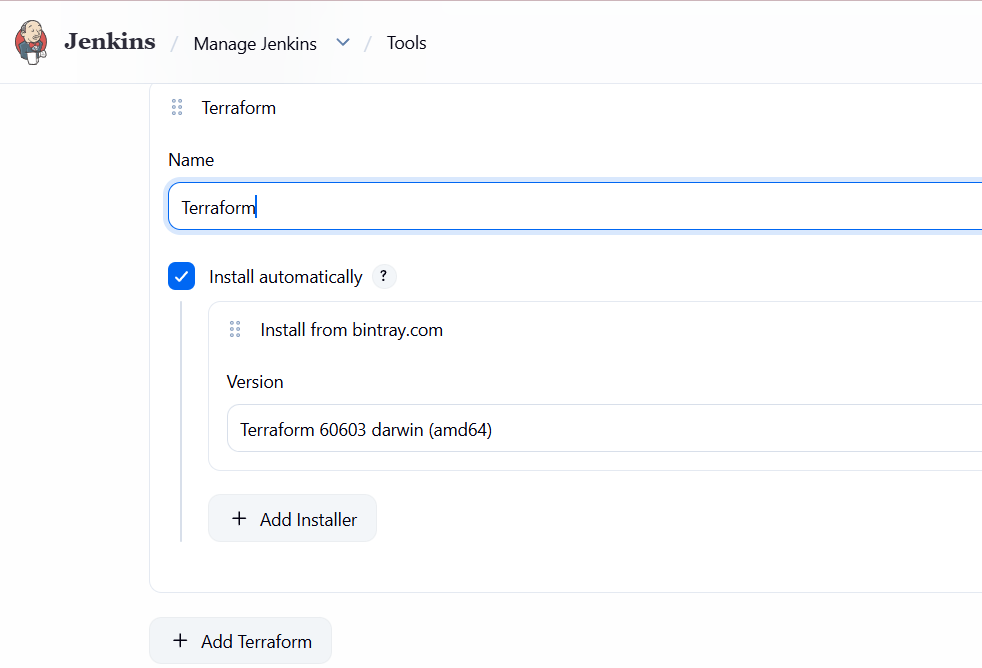 Jenkins / Manage Jenkins / Tools
Terraform
Name
Terraform
Install automatically ?
Install from bintray.com
Version
Terraform 60603 darwin (amd64)
+ Add Installer
+ Add Terraform